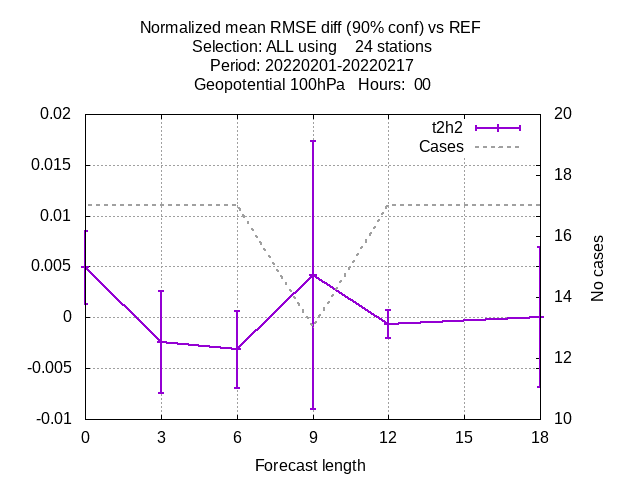 Normalized mean RMSE diff (90% conf) vs REF
Selection: ALL using    24 stations
Period: 20220201-20220217
Geopotential 100hPa   Hours:  00
0.02
0.015
0.01
0.005
0
-0.005
-0.01
t2h2
Cases
20
18
16
14
12
10
No cases
0 3 6 9 12 15 18
Forecast length